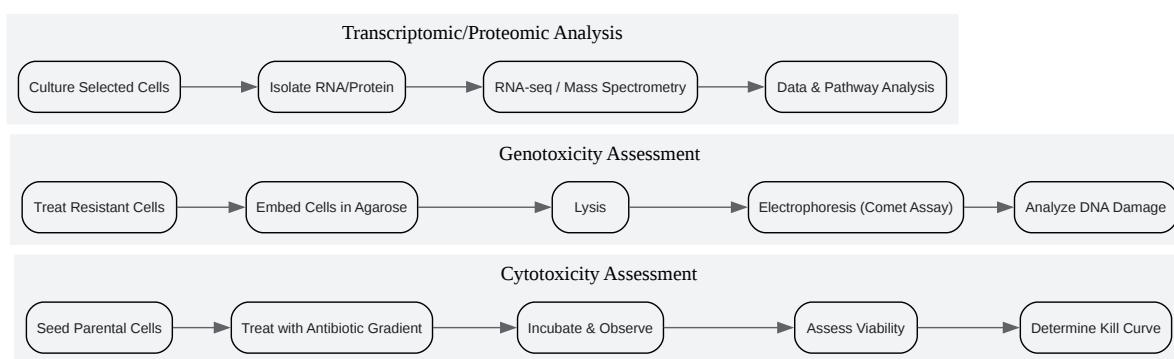 Transcriptomic/Proteomic Analysis
Culture Selected Cells
Isolate RNA/Protein
RNA-seq / Mass Spectrometry
Data & Pathway Analysis
Genotoxicity Assessment
Treat Resistant Cells
Embed Cells in Agarose
Lysis
Electrophoresis (Comet Assay)
Analyze DNA Damage
Cytotoxicity Assessment
Seed Parental Cells
Treat with Antibiotic Gradient
Incubate & Observe
Assess Viability
Determine Kill Curve